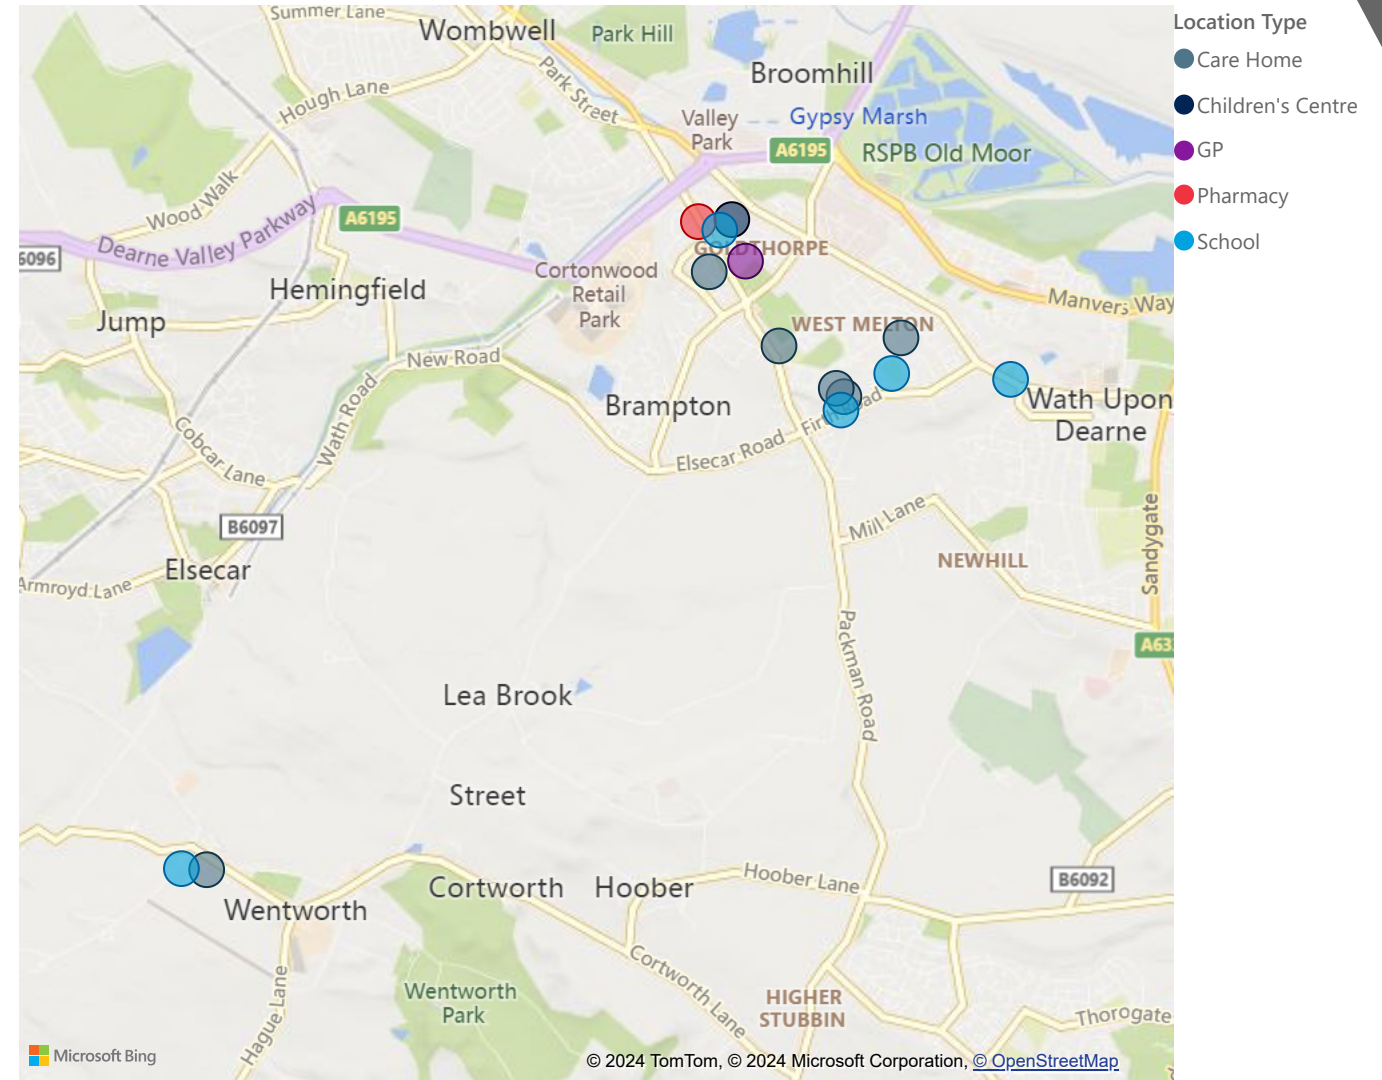 Summer Lane
Wombwell
Park Hill
Broomhill
Park Street
Hough Lane
Valley
Park
Gypsy Marsh
A6195
RSPB Old Moor
Wood Walk
A6195
Dearne Valley Parkway
6096
GOLDTHORPE
Cortonwood
Retail
Park
Hemingfield
Jump
Manvers Way
WEST MELTON
New Road
Brampton
Wath Upon
Dearne
Wath Road
Cobcar Lane
Elsecar Road
Firth Road
B6097
Mill Lane
Sandygate
Elsecar
NEWHILL
Armroyd Lane
A63
Packman Road
Lea Brook
Street
Hoober Lane
B6092
Cortworth
Hoober
Wentworth
Cortworth Lane
Wentworth
Park
HIGHER
STUBBIN
Hague Lane
Thorogate
Microsoft Bing
© 2024 TomTom, © 2024 Microsoft Corporation, © OpenStreetMap
Location Type
Care Home
Children's Centre
GP
Pharmacy
School